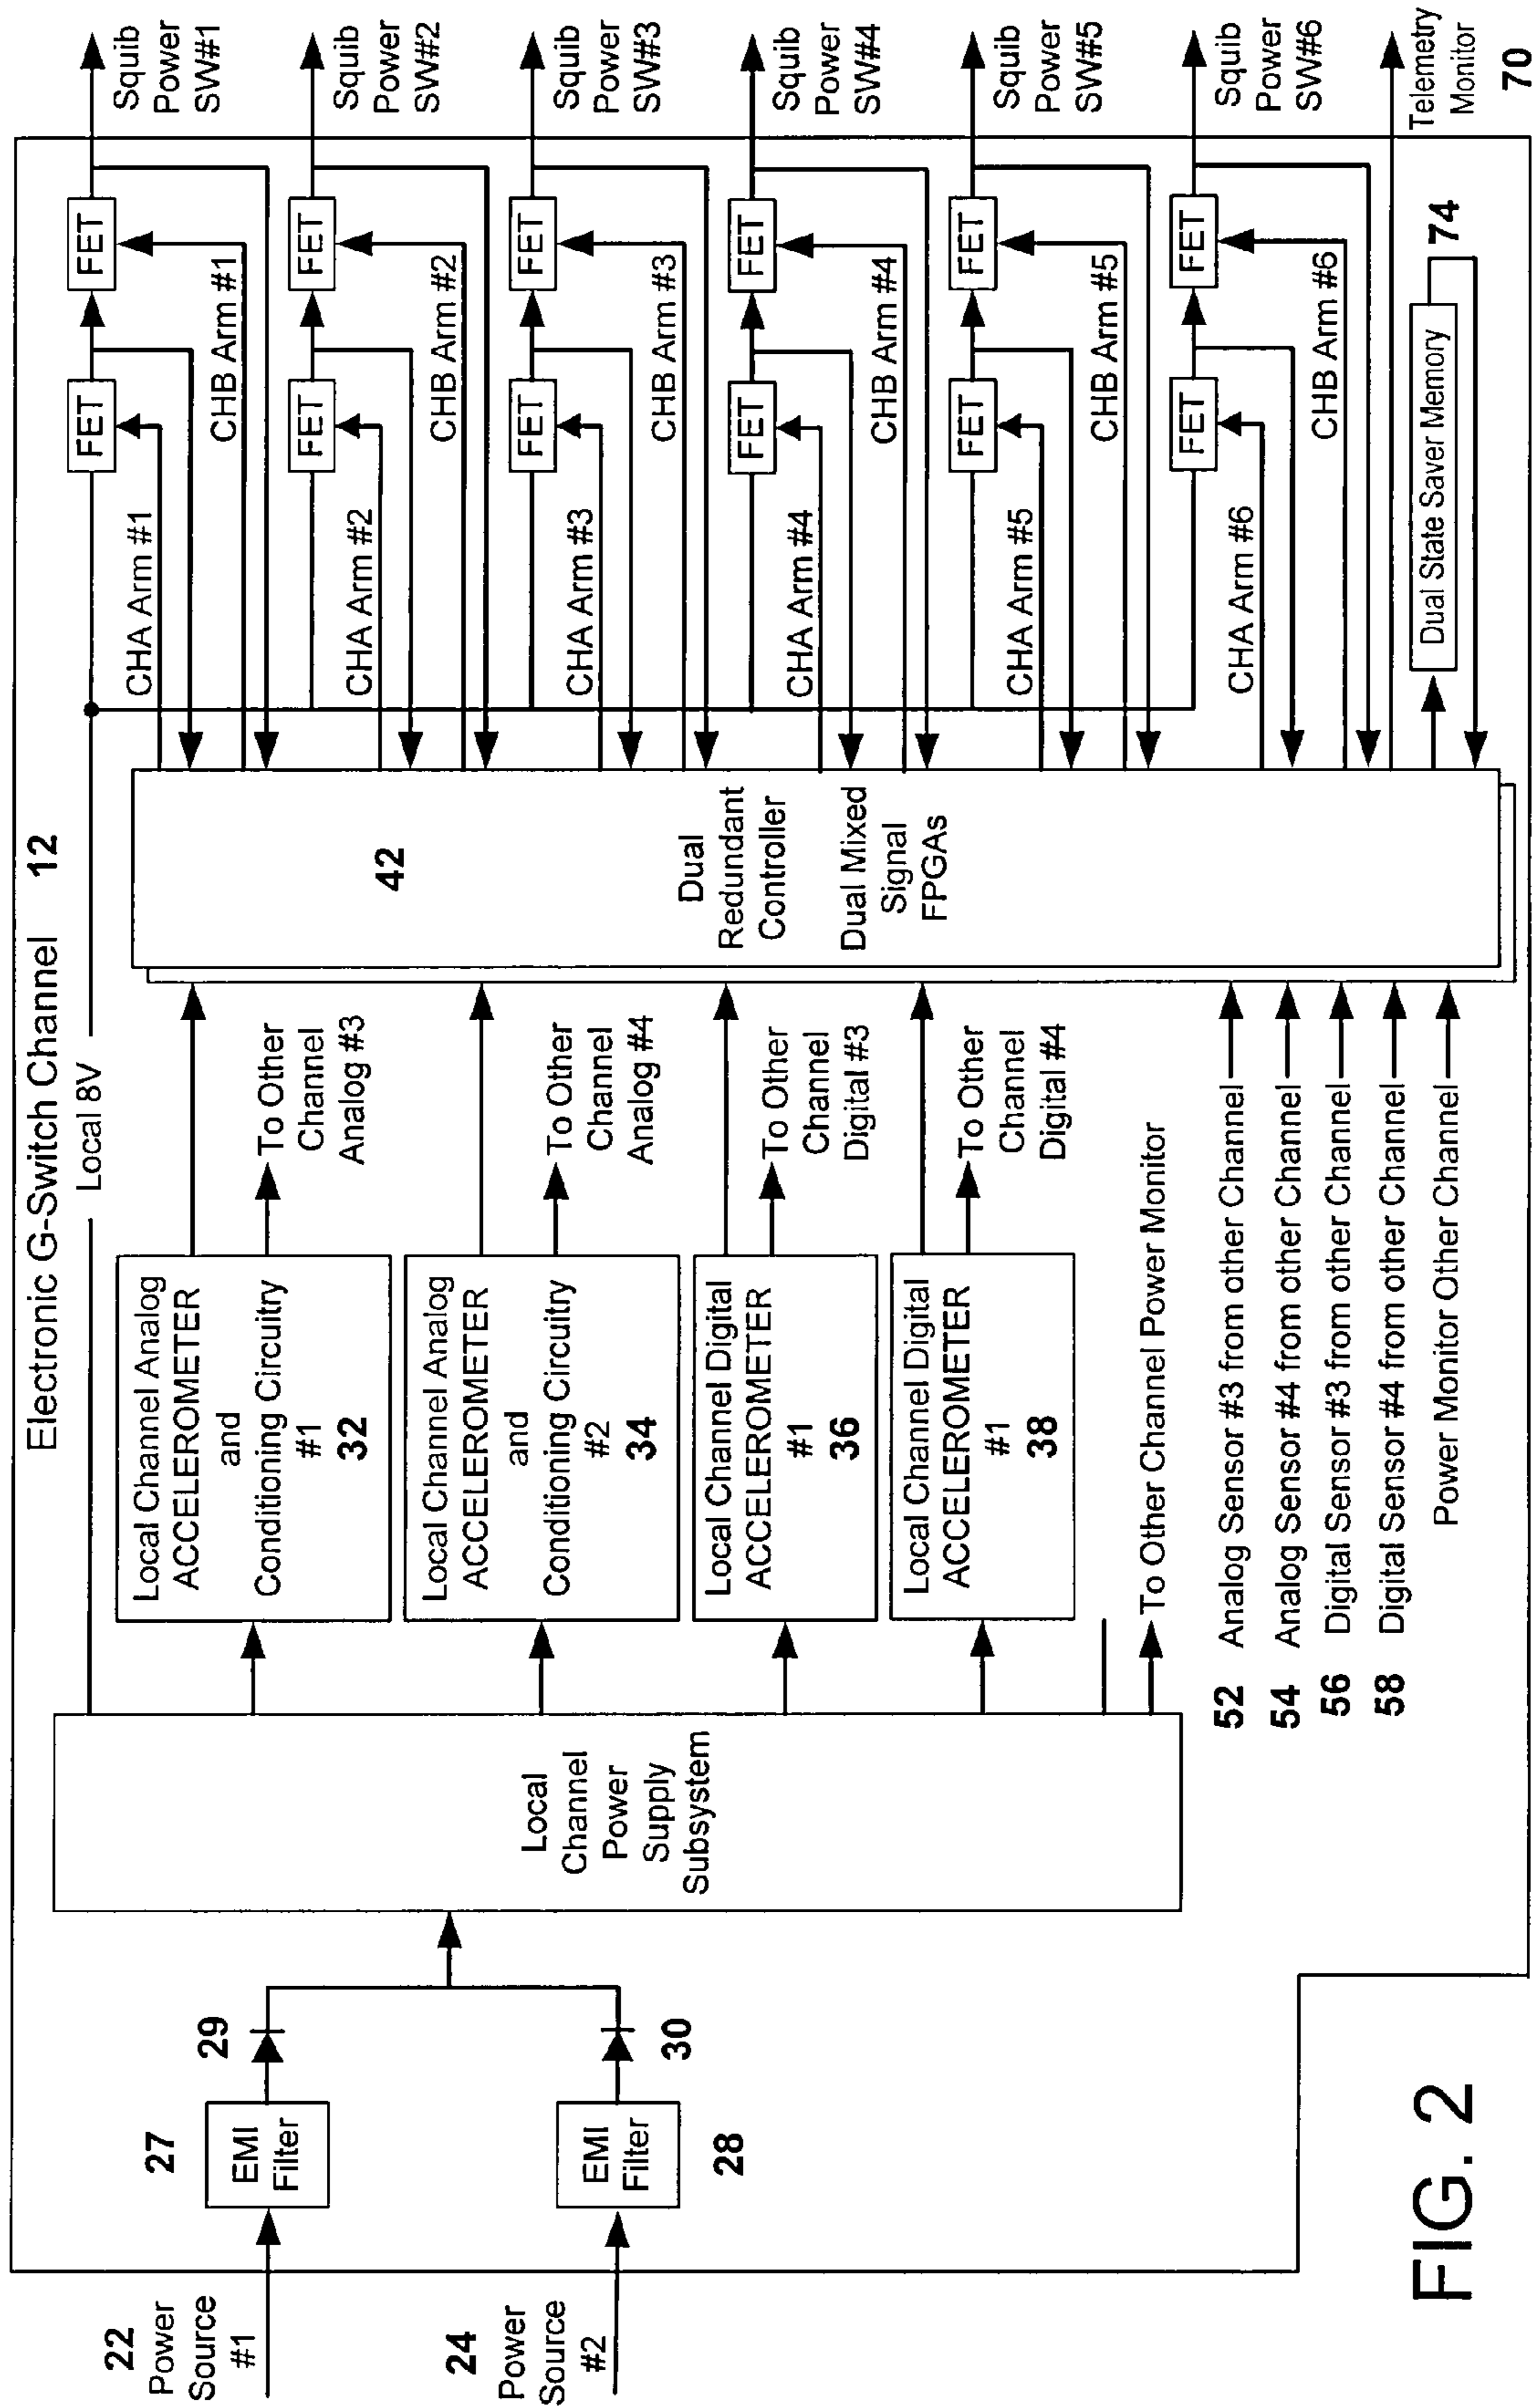 Electronic G-Switch Channel 12
22
Power
Source
#1
24
Power
Source
#2
27
EMI
Filter
29
EMI
Filter
28
30
Local
Channel
Power
Supply
Subsystem
Local 8V
Local Channel Analog
ACCELEROMETER
and
Conditioning Circuitry
#1
32
Local Channel Analog
ACCELEROMETER
and
Conditioning Circuitry
#2
34
Local Channel Digital
ACCELEROMETER
#1
36
Local Channel Digital
ACCELEROMETER
#1
38
To Other
Channel
Analog #3
To Other
Channel
Analog #4
To Other
Channel
Digital #3
To Other
Channel
Digital #4
To Other Channel Power Monitor
52 Analog Sensor #3 from other Channel
54 Analog Sensor #4 from other Channel
56 Digital Sensor #3 from other Channel
58 Digital Sensor #4 from other Channel
Power Monitor Other Channel
42
Dual
Redundant
Controller
Dual Mixed
Signal
FPGAs
FET
FET
CHA Arm #1
CHB Arm #1
Squib
Power
SW#1
FET
FET
CHA Arm #2
CHB Arm #2
Squib
Power
SW#2
FET
FET
CHA Arm #3
CHB Arm #3
Squib
Power
SW#3
FET
FET
CHA Arm #4
CHB Arm #4
Squib
Power
SW#4
FET
FET
CHA Arm #5
CHB Arm #5
Squib
Power
SW#5
FET
FET
CHA Arm #6
CHB Arm #6
Squib
Power
SW#6
Telemetry
Monitor
70
Dual State Saver Memory
74
FIG. 2